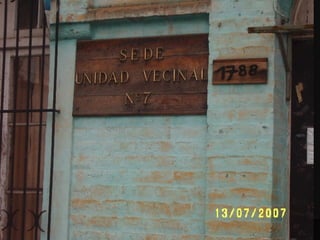 SEDE
UNIDAD VECINAL
Nº 7
1788
13/07/2007